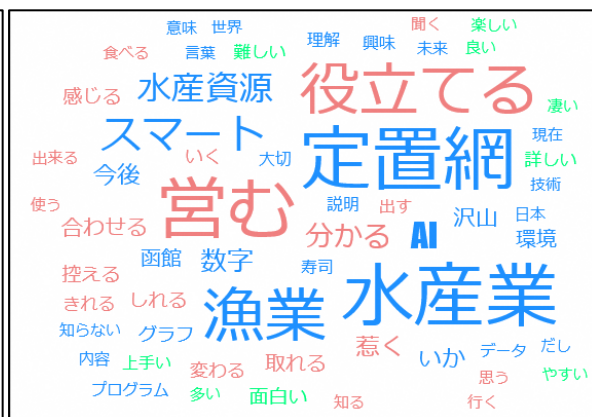 意味 世界 聞く 楽しい
食べる 言葉 難しい 理解 興味 未来 良い
感じる 水産資源 役立てる 凄い
スマート 定置網 現在
出来る 今後 いく 大切 詳しい
技術
使う 営む 説明 出す 沢山 日本
合わせる 分かる AI 環境
函館 数字 寿司
控える
きれる しれる 漁業 水産業
知らない グラフ 惹く いか データ だし
内容 上手い 変わる 取れる 思う やすい
プログラム 多い 面白い 知る 行く